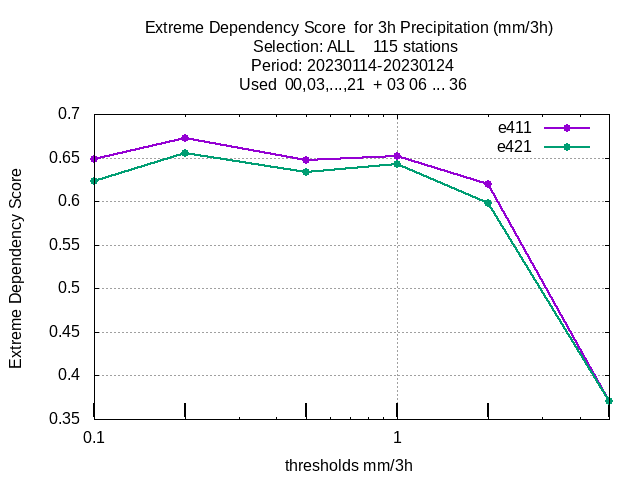 Extreme Dependency Score  for 3h Precipitation (mm/3h)
Selection: ALL    115 stations
Period: 20230114-20230124
Used  00,03,...,21  + 03 06 ... 36
e411
e421
Extreme Dependency Score
0.7
0.65
0.6
0.55
0.5
0.45
0.4
0.35
0.1
1
thresholds mm/3h